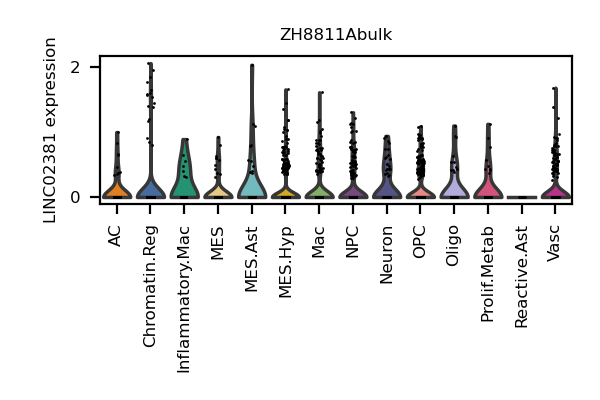 ZH8811Abulk
LINC02381 expression
2
0
AC
Chromatin.Reg
Inflammatory.Mac
MES
MES.Ast
MES.Hyp
Mac
NPC
Neuron
OPC
Oligo
Prolif.Metab
Reactive.Ast
Vasc